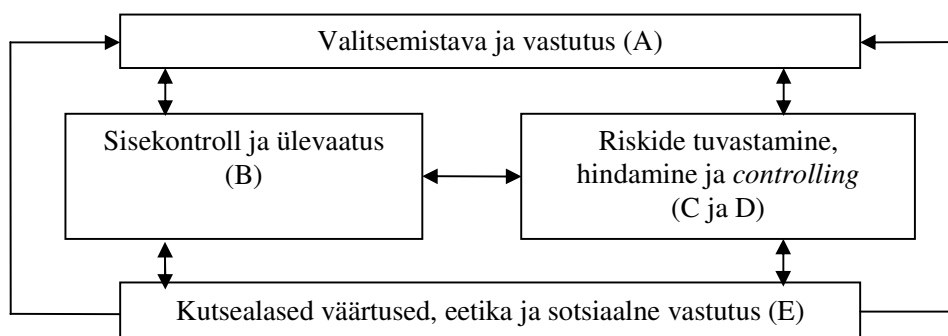 Valitsemistava ja vastutus (A)
Sisekontroll ja ülevaatus
(B)
Riskide tuvastamine,
hindamine ja controlling
(C ja D)
Kutsealased väärtused, eetika ja sotsiaalne vastutus (E)